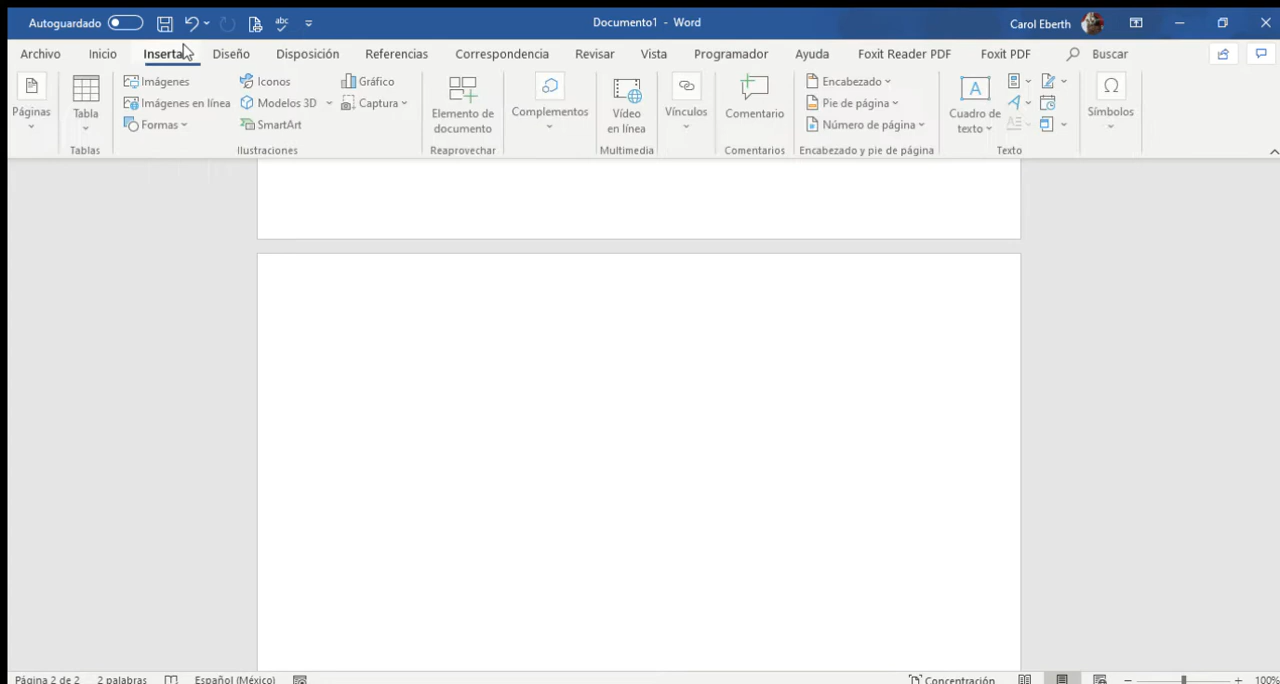 Autoguardado
abc
Documento1 - Word
Carol Eberth
Archivo Inicio Insertar Diseño Disposición Referencias Correspondencia Revisar Vista Programador Ayuda Foxit Reader PDF Foxit PDF Buscar
Páginas
Tabla
Tablas
Imágenes
Imágenes en línea
Formas
Iconos
Modelos 3D
SmartArt
Gráfico
Captura
Ilustraciones
Elemento de
documento
Reaprovechar
Complementos
Vídeo
en línea
Multimedia
Vínculos
Comentario
Comentarios
Encabezado
Pie de página
Número de página
Encabezado y pie de página
Cuadro de
texto
Texto
Símbolos
Página 2 de 2 2 palabras Español (México) Concentración 100%